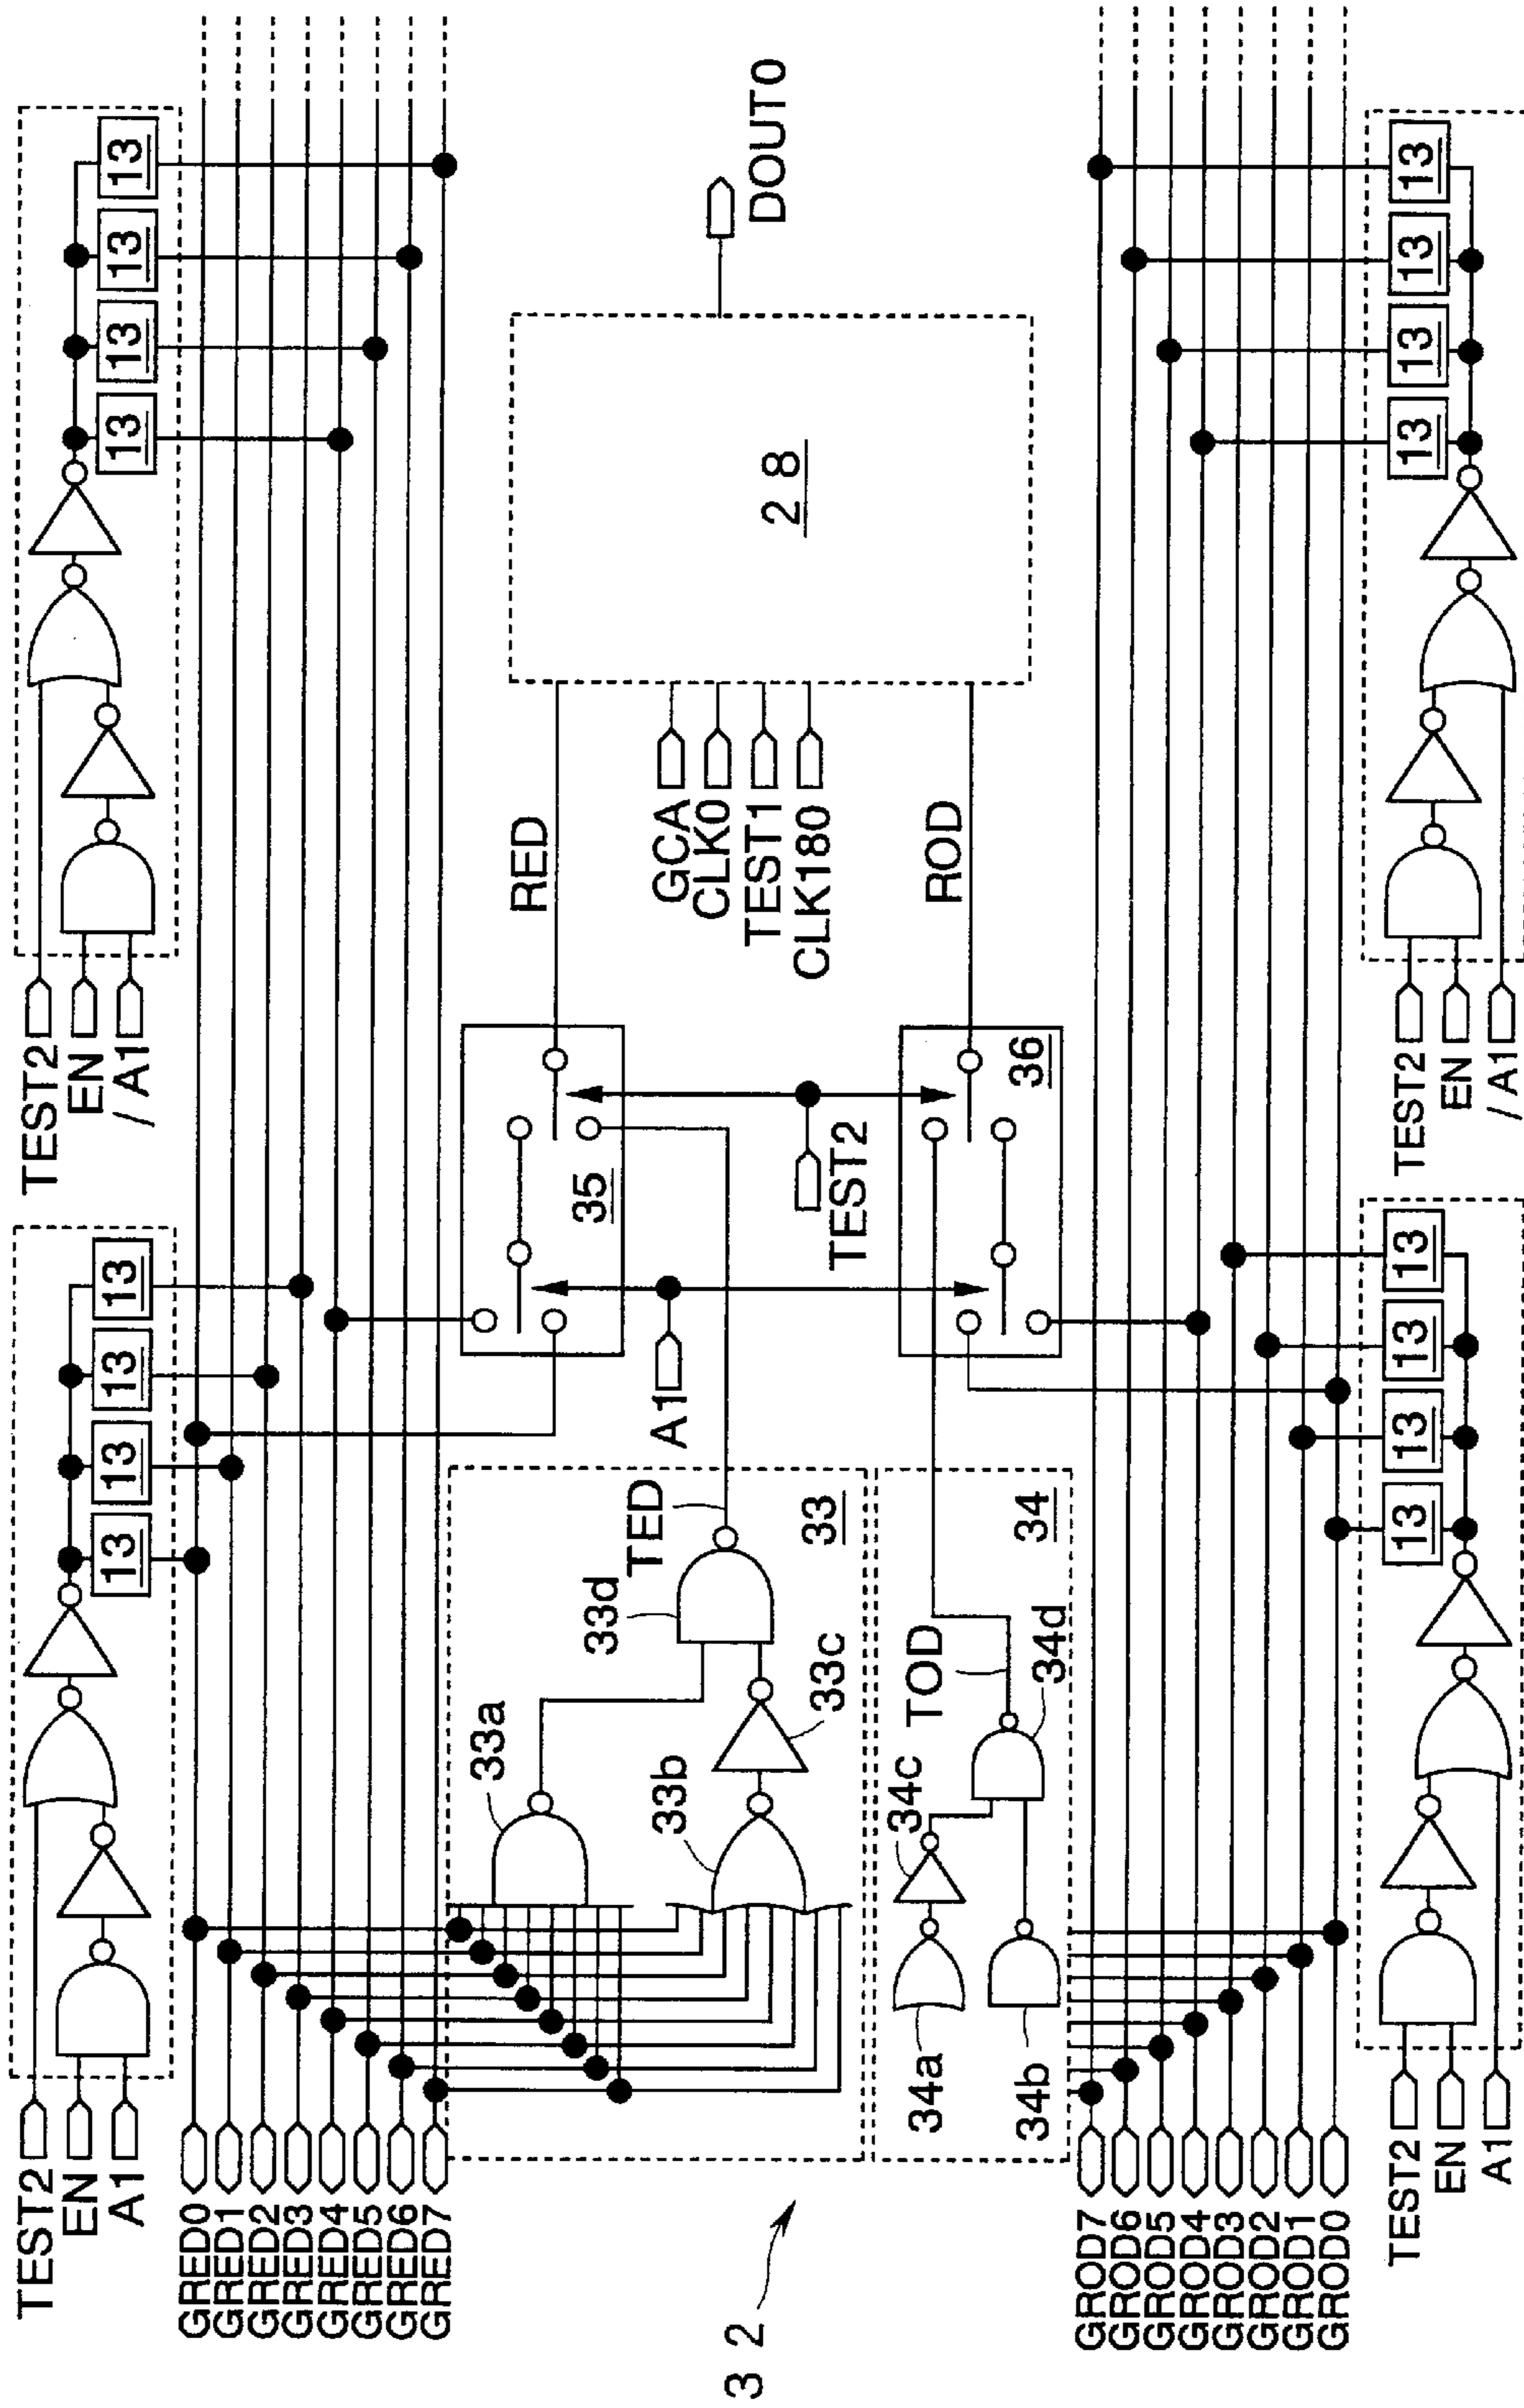 TEST2
EN
A1
13
13
13
13
TEST2
EN
/ A1
13
13
13
13
GRED0
GRED1
GRED2
GRED3
GRED4
GRED5
GRED6
GRED7
33a
33b
33c
33d
TED
33
34a
34b
34c
34d
TOD
34
A1
35
36
TEST2
RED
GCA
CLK0
TEST1
CLK180
ROD
28
DOUT0
32
GROD7
GROD6
GROD5
GROD4
GROD3
GROD2
GROD1
GROD0
TEST2
EN
A1
13
13
13
13
TEST2
EN
/ A1
13
13
13
13